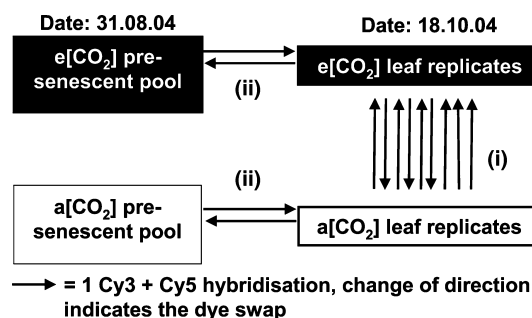 Date: 31.08.04
Date: 18.10.04
e[CO₂] pre-
senescent pool
e[CO₂] leaf replicates
(ii)
(i)
(ii)
a[CO₂] pre-
senescent pool
a[CO₂] leaf replicates
= 1 Cy3 + Cy5 hybridisation, change of direction
indicates the dye swap